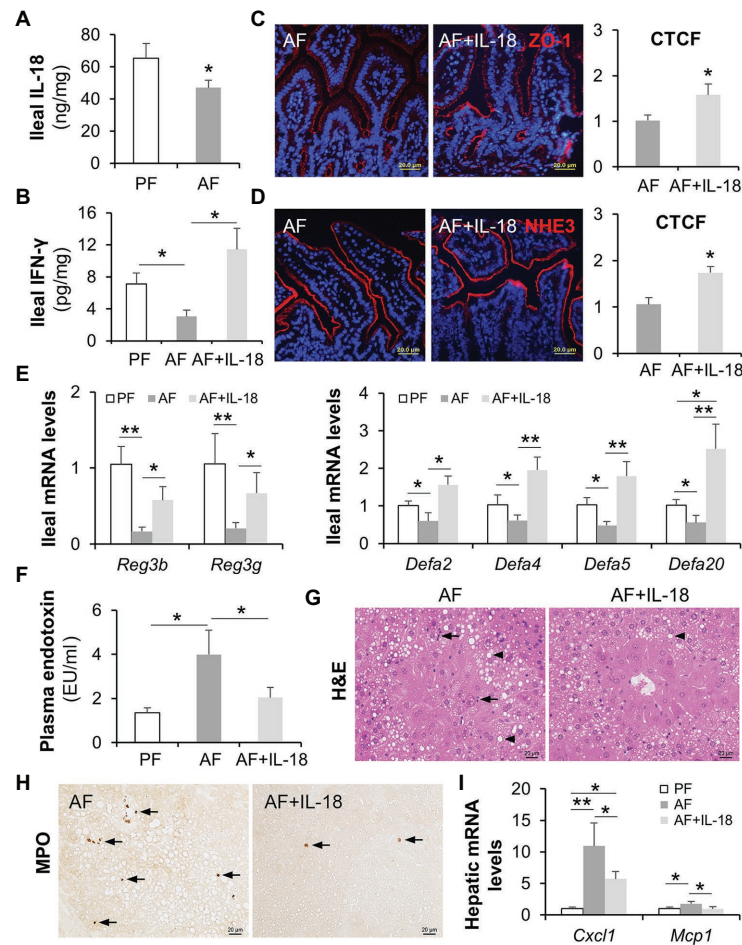 A
Ileal IL-18
(ng/mg)
80
60
40
20
0
*
PF
AF
B
Ileal IFN-γ
(pg/mg)
16
12
8
4
0
*
*
PF
AF
AF+IL-18
C
AF
20.0 µm
AF+IL-18 ZO-1
20.0 µm
CTCF
3
2
1
0
*
AF
AF+IL-18
D
AF
20.0 µm
AF+IL-18 NHE3
20.0 µm
CTCF
3
2
1
0
*
AF
AF+IL-18
E
Ileal mRNA levels
2
1
0
PF
AF
AF+IL-18
**
*
**
*
Reg3b
Reg3g
Ileal mRNA levels
4
3
2
1
0
PF
AF
AF+IL-18
*
*
*
**
*
**
*
**
*
Defa2
Defa4
Defa5
Defa20
F
Plasma endotoxin
(EU/ml)
6
4
2
0
*
*
PF
AF
AF+IL-18
G
H&E
AF
20 µm
AF+IL-18
20 µm
H
MPO
AF
20 µm
AF+IL-18
20 µm
I
Hepatic mRNA
levels
20
15
10
5
0
PF
AF
AF+IL-18
*
**
*
*
*
Cxcl1
Mcp1